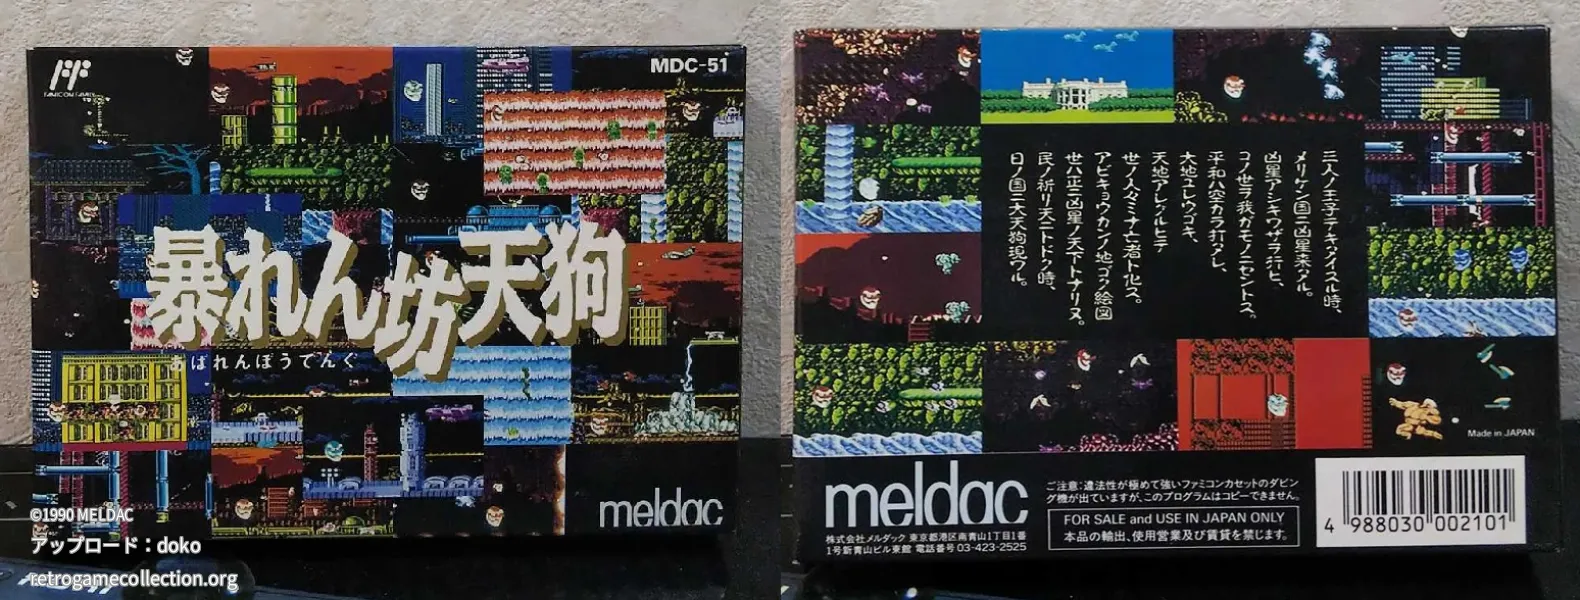 FAMICOM FAMILY
MDC-51
暴れん坊天狗
あばれんぼうてんぐ
meldac
©1990 MELDAC
アップロード：doko
retrogamecollection.org
三人ノ王子テキメイスル時、
メリケン国ニ凶星来タル。
凶星アシキワザヲ行ヒ、
コノ世ヲ我ガモノニセントス。
平和ハ空カラ打クレ、
大地ユレウゴキ、
天地アレクルヒテ
世ノ人々ミナ亡者ト化ス。
アビキョウカンノ地ゴク絵図
世ハ正ニ凶星ノ天下トナリヌ。
民ノ祈リ天ニトドク時、
日ノ国ニ大天狗現ワル。
Made in JAPAN
meldac
株式会社メルダック 東京都港区南青山1丁目1番
1号新青山ビル東館 電話番号 03-423-2525
ご注意：違法性が極めて強いファミコンカセットのダビン
グ機が出ていますが、このプログラムはコピーできません。
FOR SALE and USE IN JAPAN ONLY
本品の輸出、使用営業及び賃貸を禁じます。
4 988030 002101